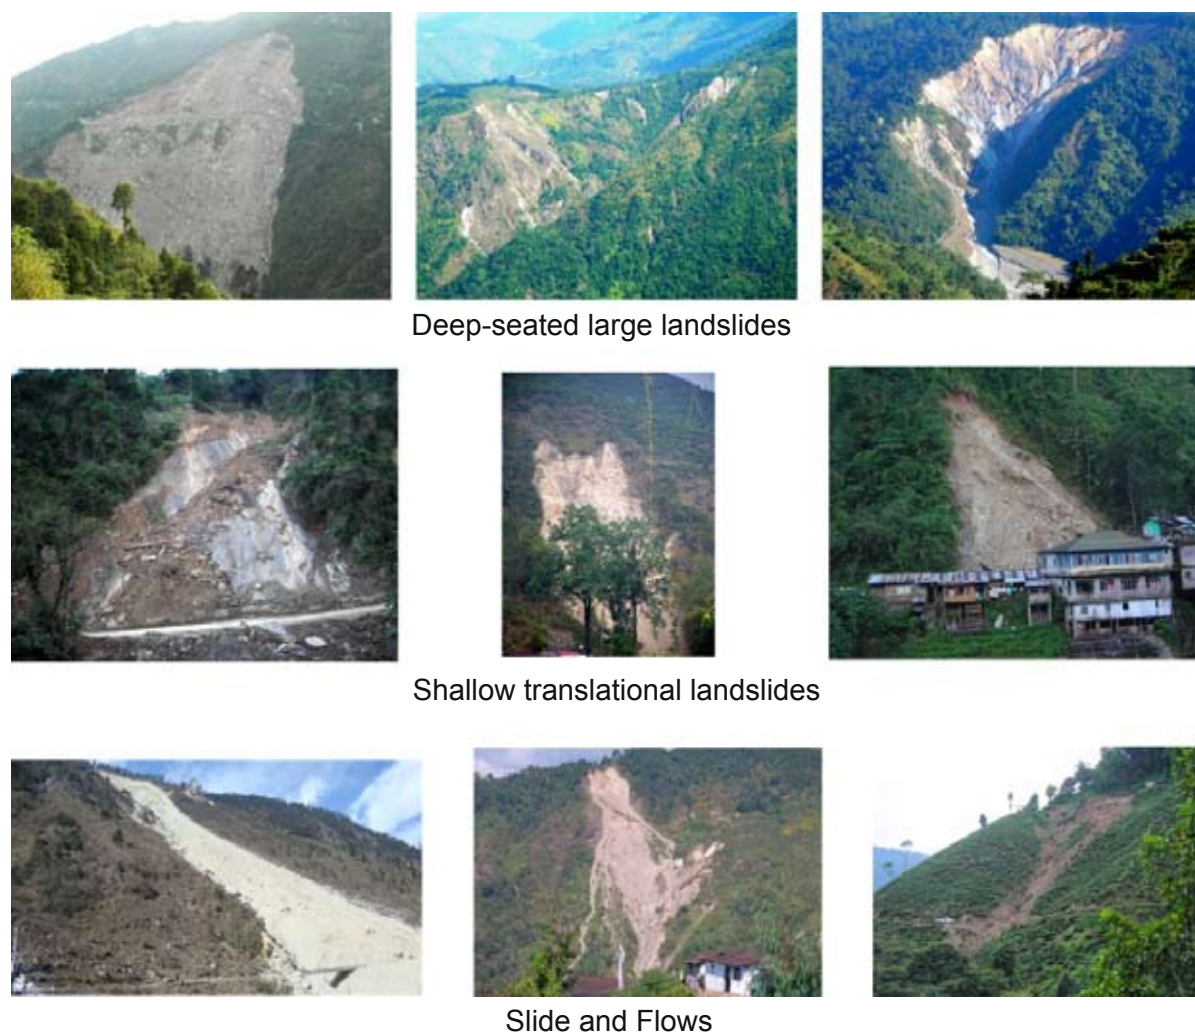 Deep-seated large landslides
Shallow translational landslides
Slide and Flows